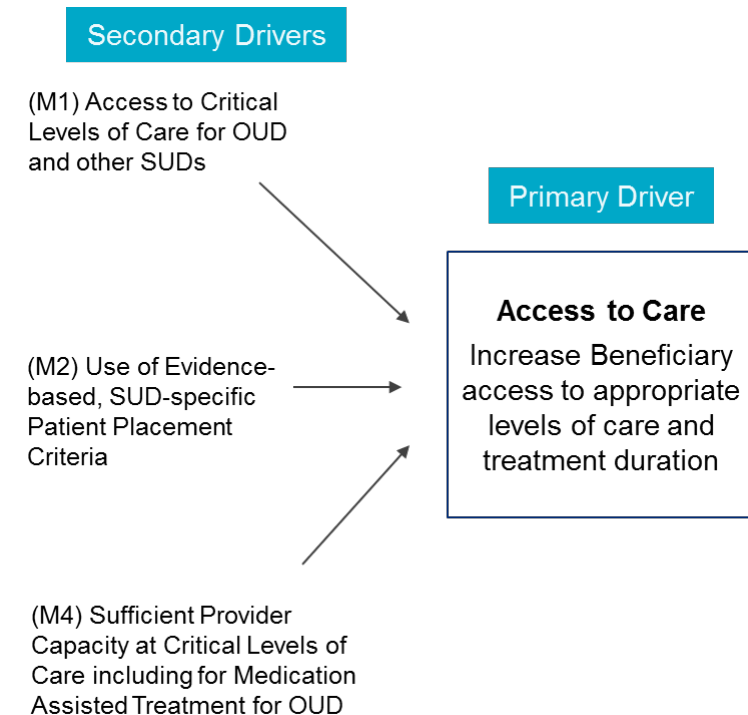 Secondary Drivers
(M1) Access to Critical
Levels of Care for OUD
and other SUDs
Primary Driver
Access to Care
Increase Beneficiary
access to appropriate
levels of care and
treatment duration
(M2) Use of Evidence-
based, SUD-specific
Patient Placement
Criteria
(M4) Sufficient Provider
Capacity at Critical Levels of
Care including for Medication
Assisted Treatment for OUD